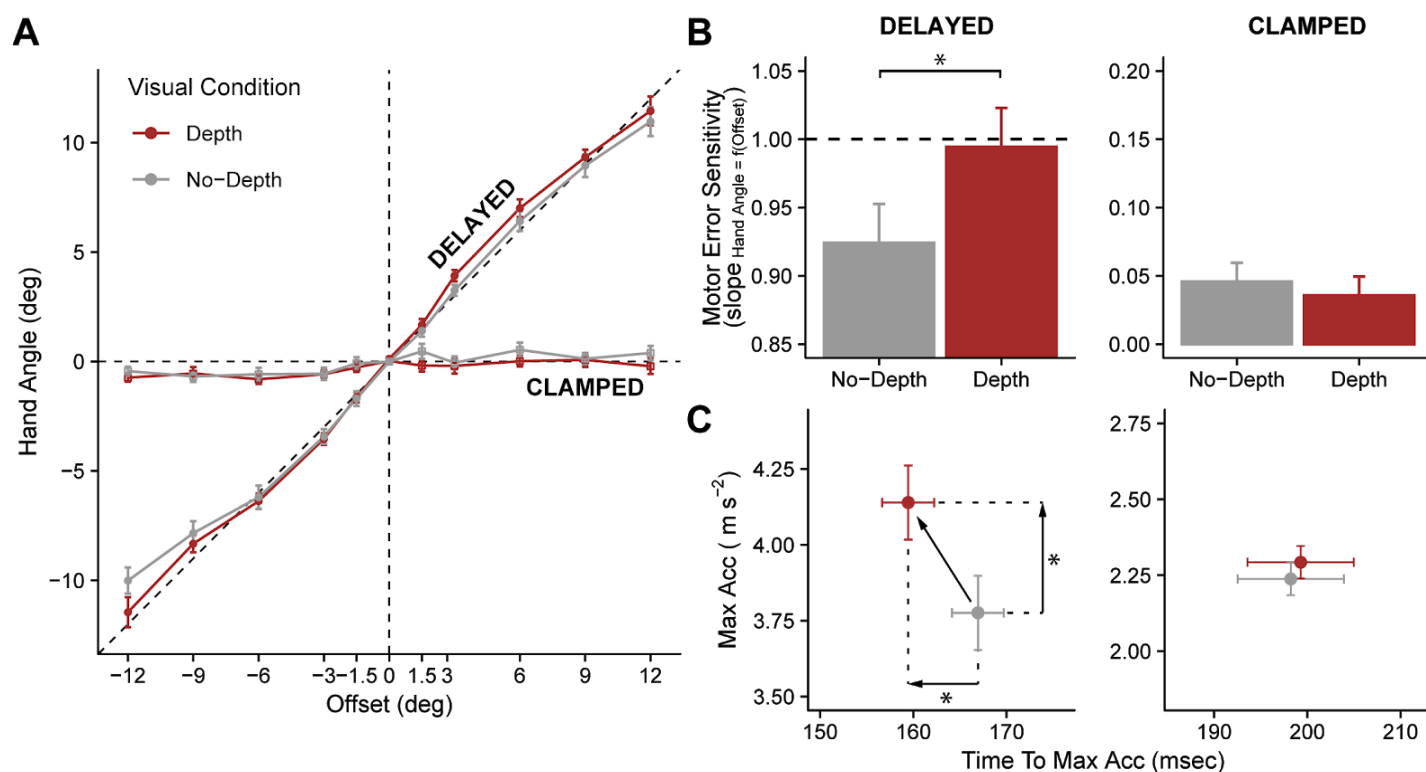 A
Visual Condition
Depth
No−Depth
DELAYED
CLAMPED
Hand Angle (deg)
10
5
0
−5
−10
−12
−9
−6
−3
−1.5
0
1.5
3
6
9
12
Offset (deg)
B
DELAYED
CLAMPED
Motor Error Sensitivity
(slope Hand Angle = f(Offset))
1.05
1.00
0.95
0.90
0.85
*
No−Depth
Depth
0.20
0.15
0.10
0.05
0.00
No−Depth
Depth
C
Max Acc ( m s−2)
4.25
4.00
3.75
3.50
*
*
150
160
170
2.75
2.50
2.25
2.00
190
200
210
Time To Max Acc (msec)